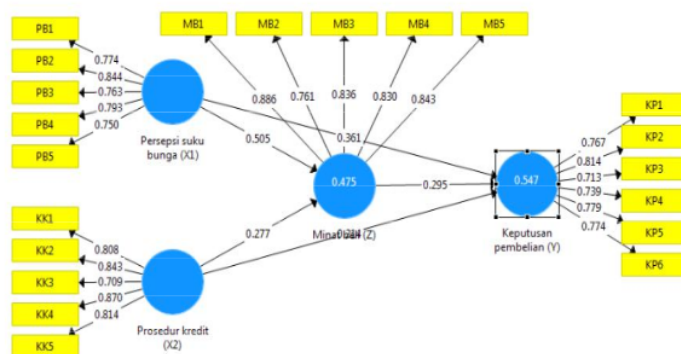 PB1
PB2
PB3
PB4
PB5
0.774
0.844
0.763
0.793
0.750
Persepsi suku
bunga (X1)
MB1
MB2
MB3
MB4
MB5
0.886
0.761
0.836
0.830
0.843
0.505
0.361
0.475
0.295
0.277
(Z)
0.547
Keputusan
pembelian (Y)
KP1
KP2
KP3
KP4
KP5
KP6
0.767
0.814
0.713
0.739
0.779
0.774
KK1
KK2
KK3
KK4
KK5
0.808
0.843
0.709
0.870
0.814
Prosedur kredit
(X2)